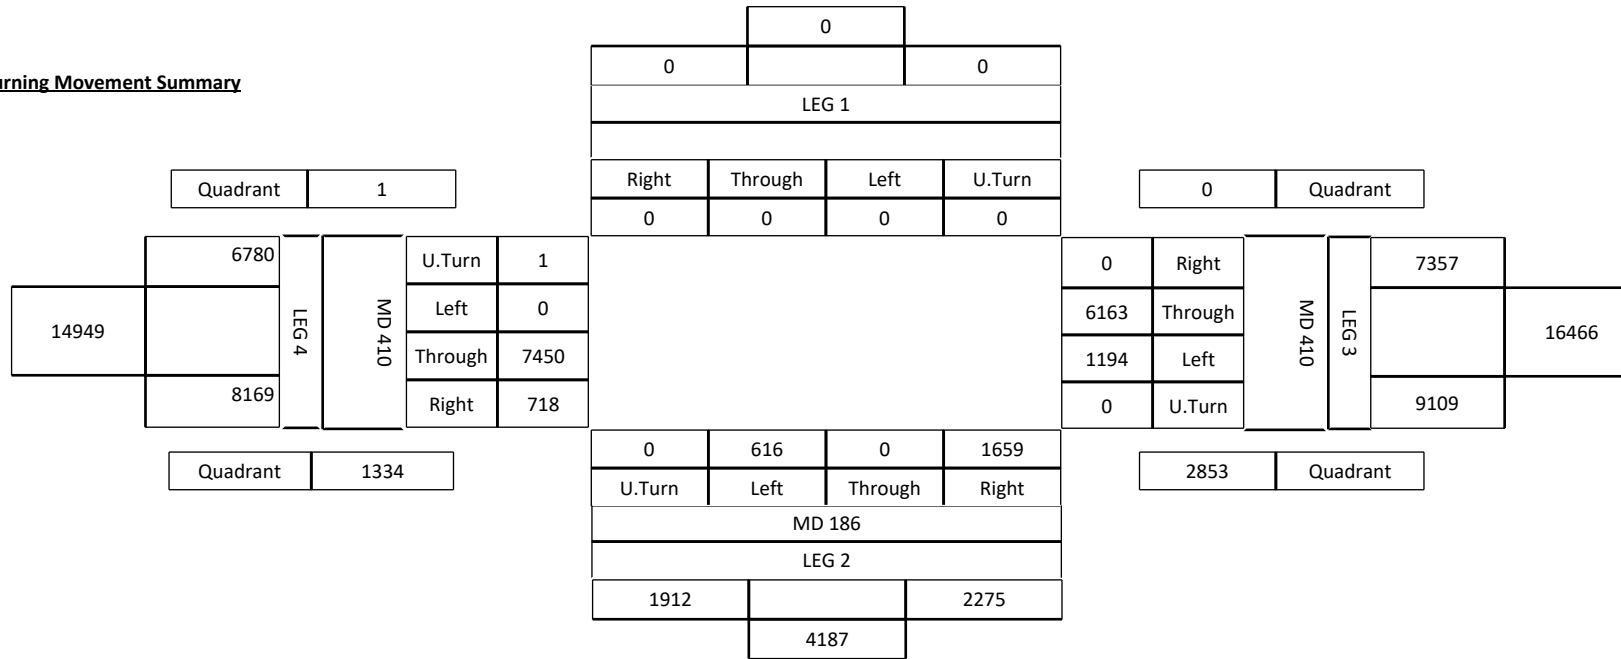 0
0 0
urning Movement Summary
LEG 1
Right Through Left U.Turn
Quadrant 1
0 Quadrant
0 0 0 0
6780 U.Turn 1
0 Right 7357
Left 0
6163 Through
14949 LEG 4 MD 410
MD 410 LEG 3 16466
Through 7450
1194 Left
8169 Right 718
0 U.Turn 9109
0 616 0 1659
Quadrant 1334
2853 Quadrant
U.Turn Left Through Right
MD 186
LEG 2
1912 2275
4187